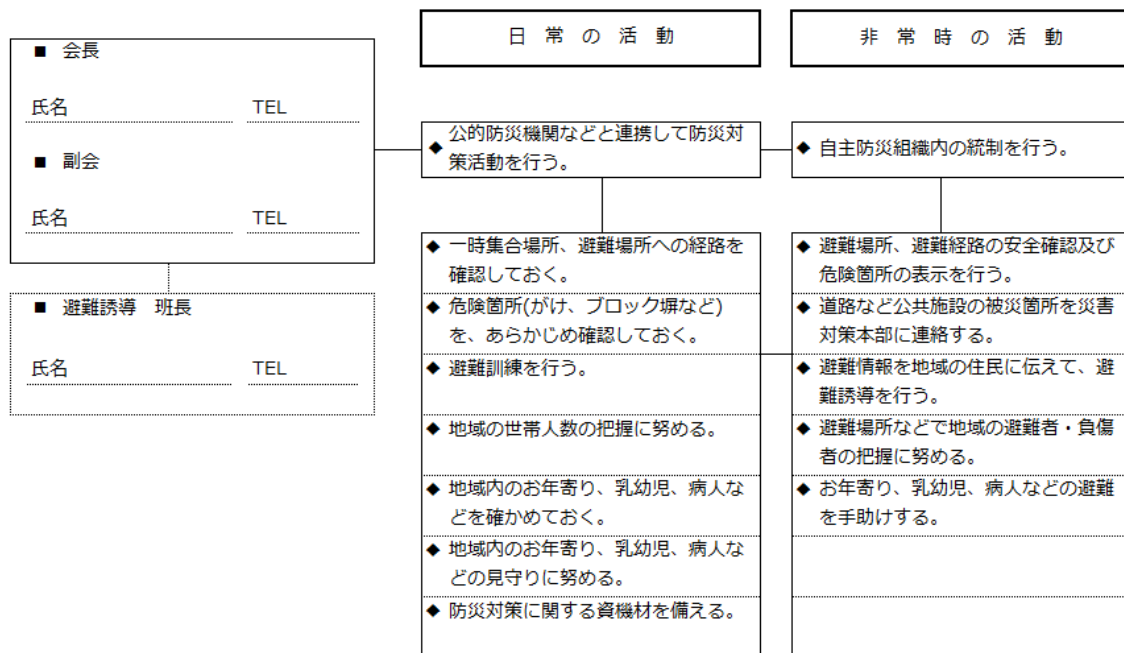 日常の活動
非常時の活動
■ 会長
氏名 TEL
■ 副会
氏名 TEL
■ 避難誘導 班長
氏名 TEL
◆ 公的防災機関などと連携して防災対
策活動を行う。
◆ 自主防災組織内の統制を行う。
◆ 一時集合場所、避難場所への経路を
確認しておく。
◆ 危険箇所(がけ、ブロック塀など)
を、あらかじめ確認しておく。
◆ 避難訓練を行う。
◆ 地域の世帯人数の把握に努める。
◆ 地域内のお年寄り、乳幼児、病人な
どを確かめておく。
◆ 地域内のお年寄り、乳幼児、病人な
どの見守りに努める。
◆ 防災対策に関する資機材を備える。
◆ 避難場所、避難経路の安全確認及び
危険箇所の表示を行う。
◆ 道路など公共施設の被災箇所を災害
対策本部に連絡する。
◆ 避難情報を地域の住民に伝えて、避
難誘導を行う。
◆ 避難場所などで地域の避難者・負傷
者の把握に努める。
◆ お年寄り、乳幼児、病人などの避難
を手助けする。